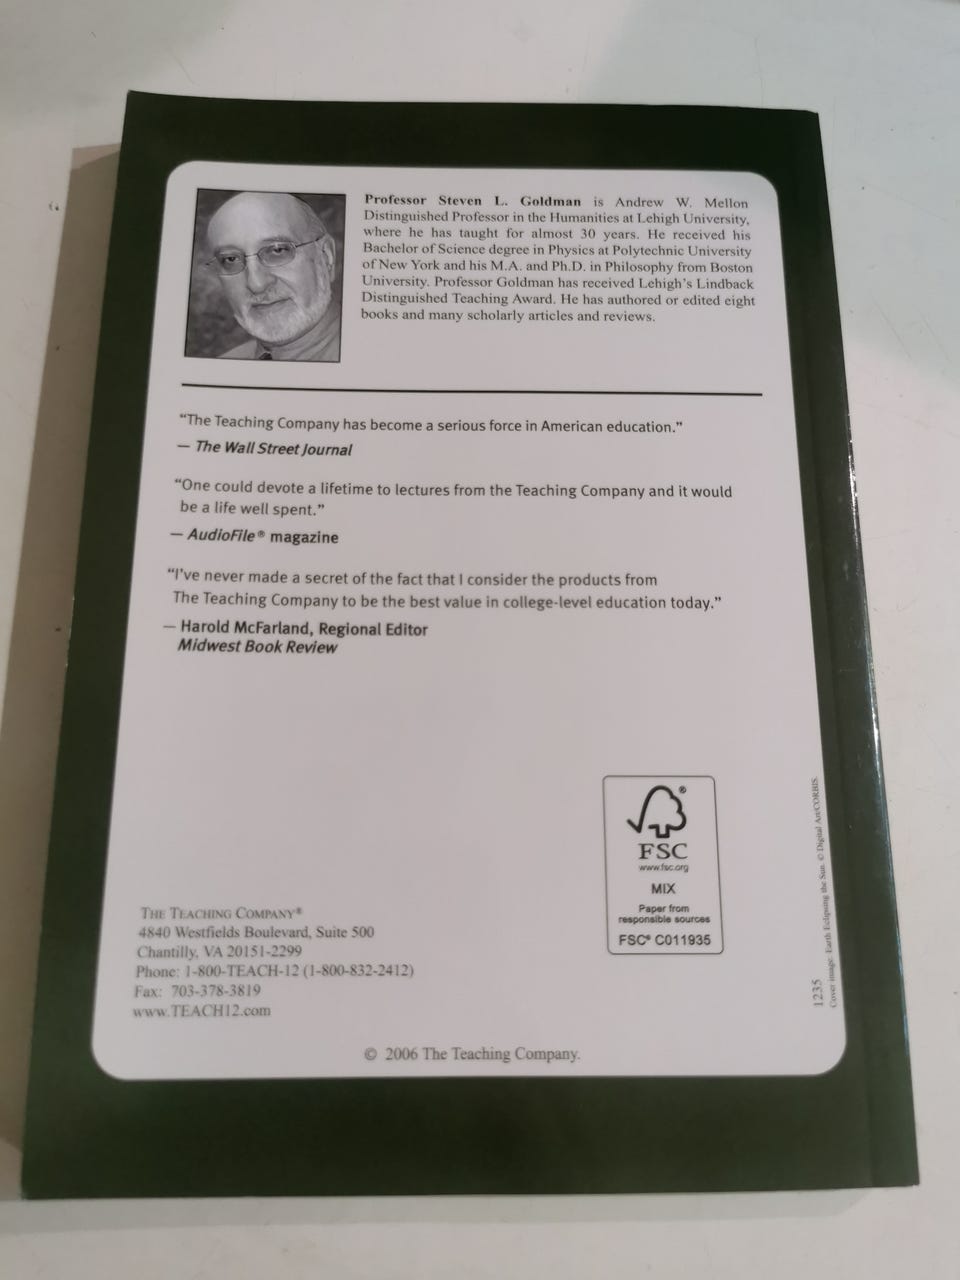 Professor Steven L. Goldman is Andrew W. Mellon
Distinguished Professor in the Humanities at Lehigh University,
where he has taught for almost 30 years. He received his
Bachelor of Science degree in Physics at Polytechnic University
of New York and his M.A. and Ph.D. in Philosophy from Boston
University. Professor Goldman has received Lehigh's Lindback
Distinguished Teaching Award. He has authored or edited eight
books and many scholarly articles and reviews.
“The Teaching Company has become a serious force in American education.”
— The Wall Street Journal
“One could devote a lifetime to lectures from the Teaching Company and it would
be a life well spent.”
— AudioFile® magazine
“I've never made a secret of the fact that I consider the products from
The Teaching Company to be the best value in college-level education today.”
— Harold McFarland, Regional Editor
Midwest Book Review
®
FSC
www.fsc.org
MIX
Paper from
responsible sources
FSC® C011935
THE TEACHING COMPANY®
4840 Westfields Boulevard, Suite 500
Chantilly, VA 20151-2299
Phone: 1-800-TEACH-12 (1-800-832-2412)
Fax: 703-378-3819
www.TEACH12.com
© 2006 The Teaching Company.
1235
Cover image: Earth Eclipsing the Sun. © Digital Art/CORBIS.